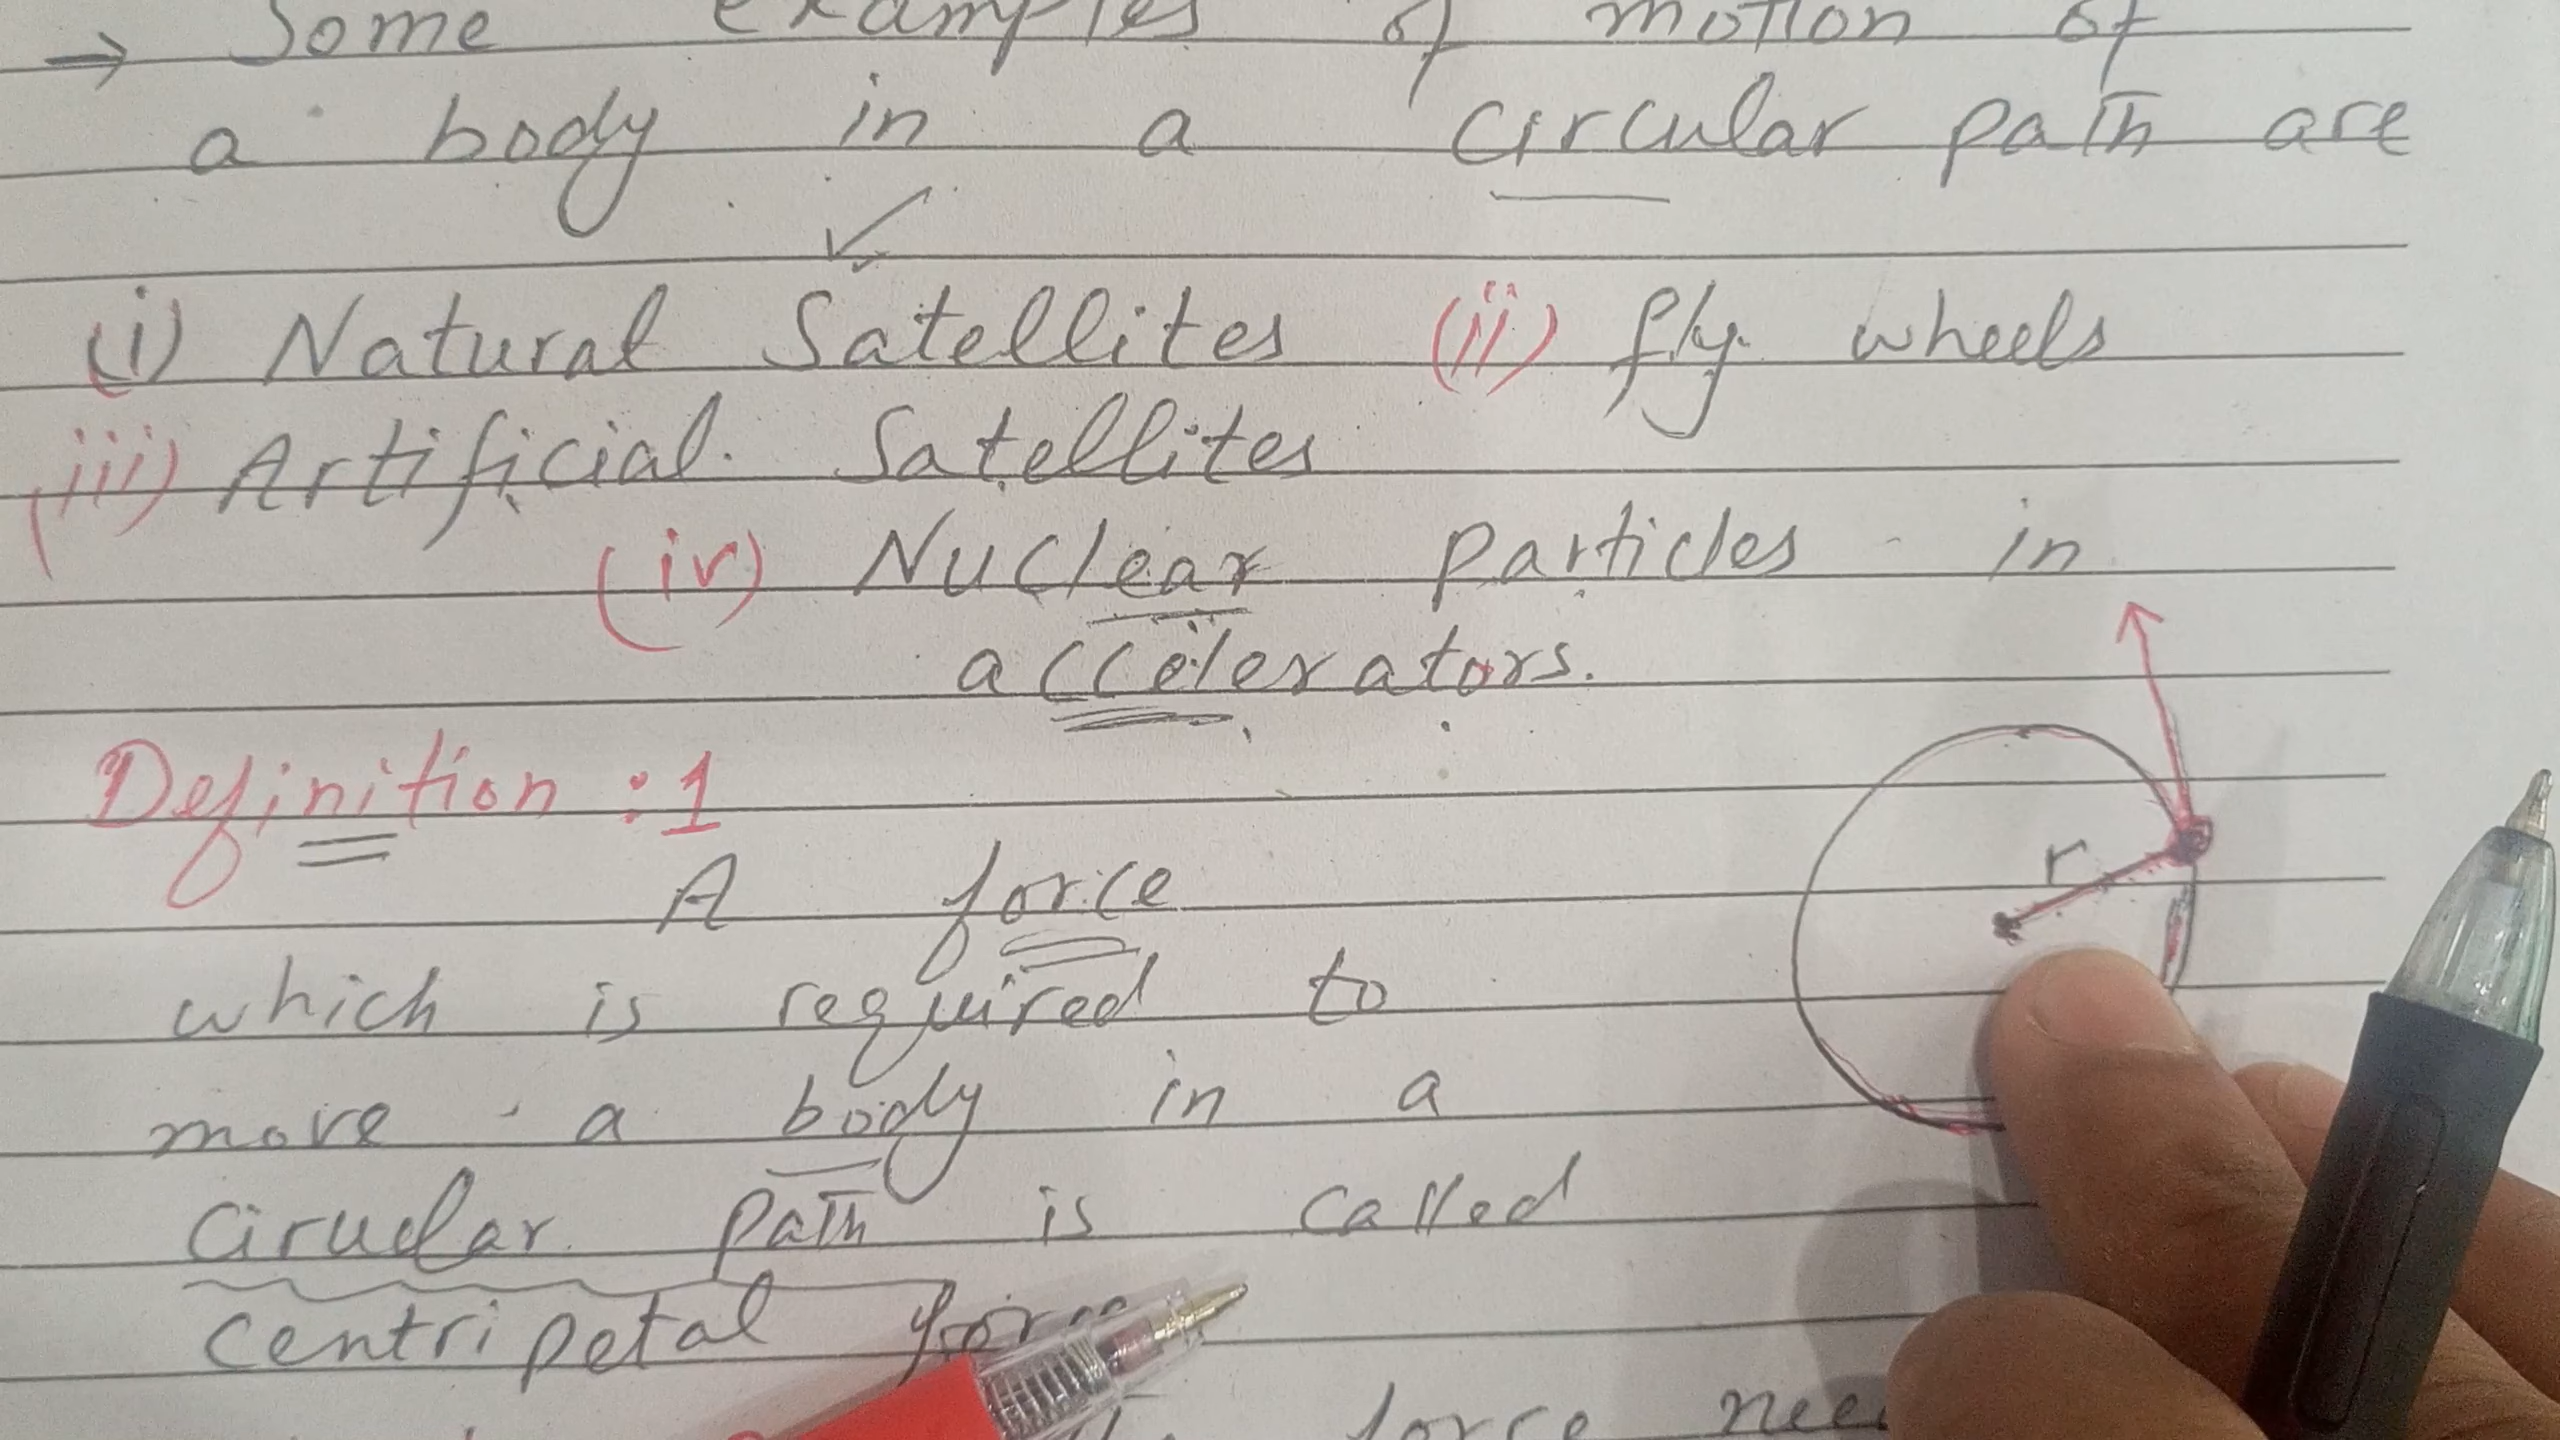 → Some examples of motion of
a body in a circular path are
(i) Natural Satellites (ii) fly wheels
(iii) Artificial Satellites
(iv) Nuclear Particles in
accelerators.
Definition :1
A force
which is required to
move a body in a
ciruclar path is called
centripetal force
r
force